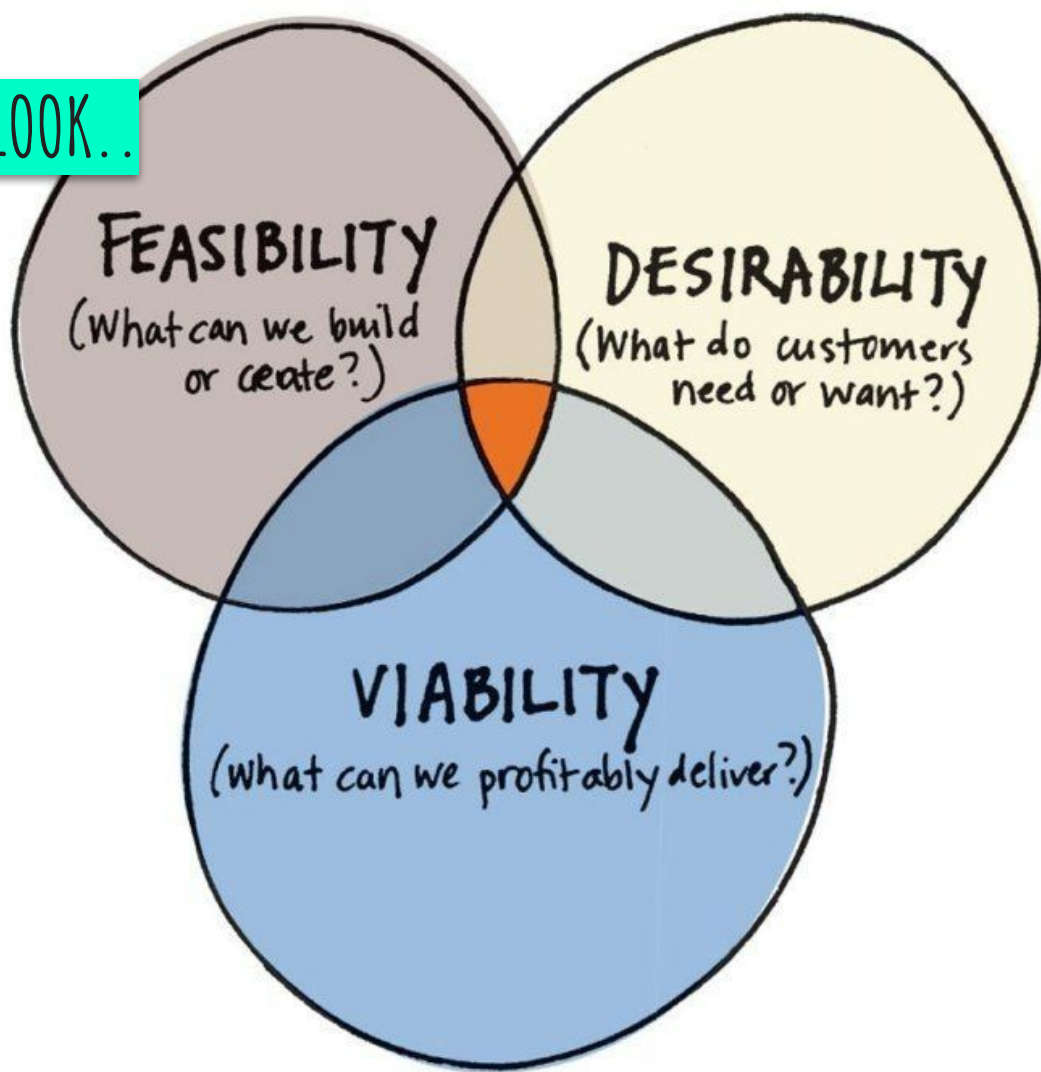 LOOK..
FEASIBILITY
(What can we build
or ceate?)
DESIRABILITY
(What do customers
need or want?)
VIABILITY
(what can we profitably deliver?)